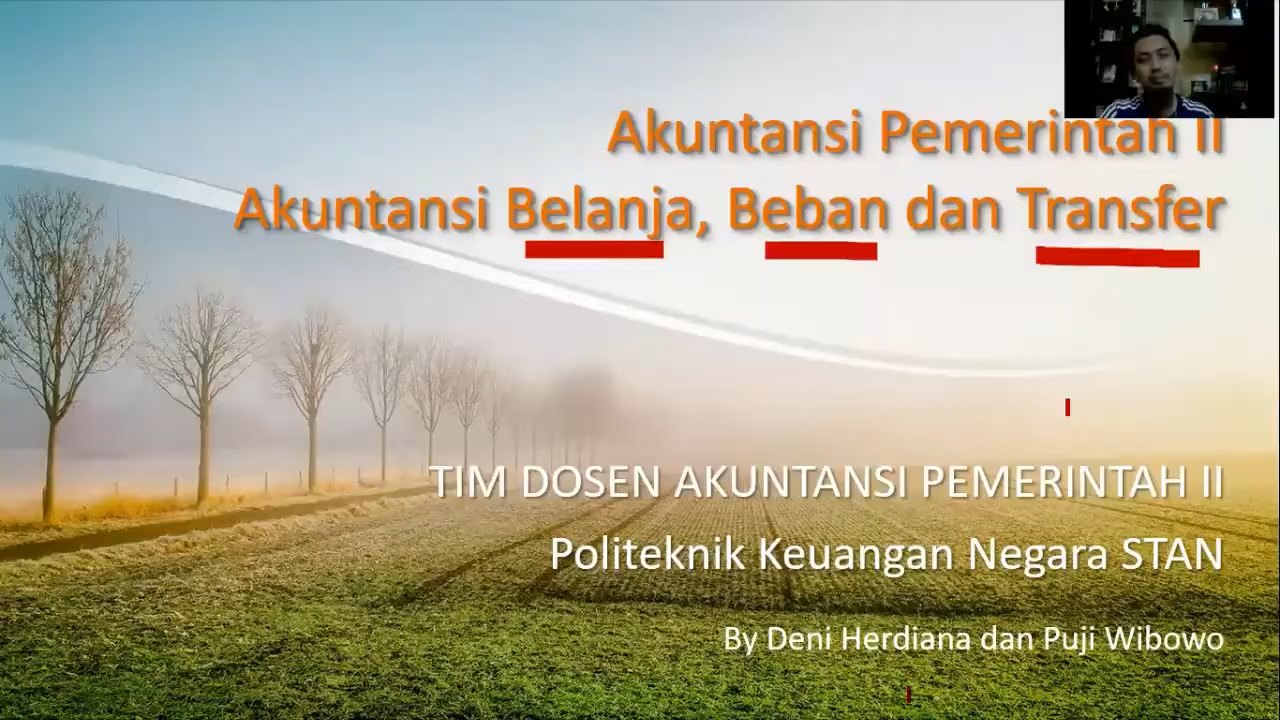 Akuntansi Pemerintah II
Akuntansi Belanja, Beban dan Transfer
TIM DOSEN AKUNTANSI PEMERINTAH II
Politeknik Keuangan Negara STAN
By Deni Herdiana dan Puji Wibowo